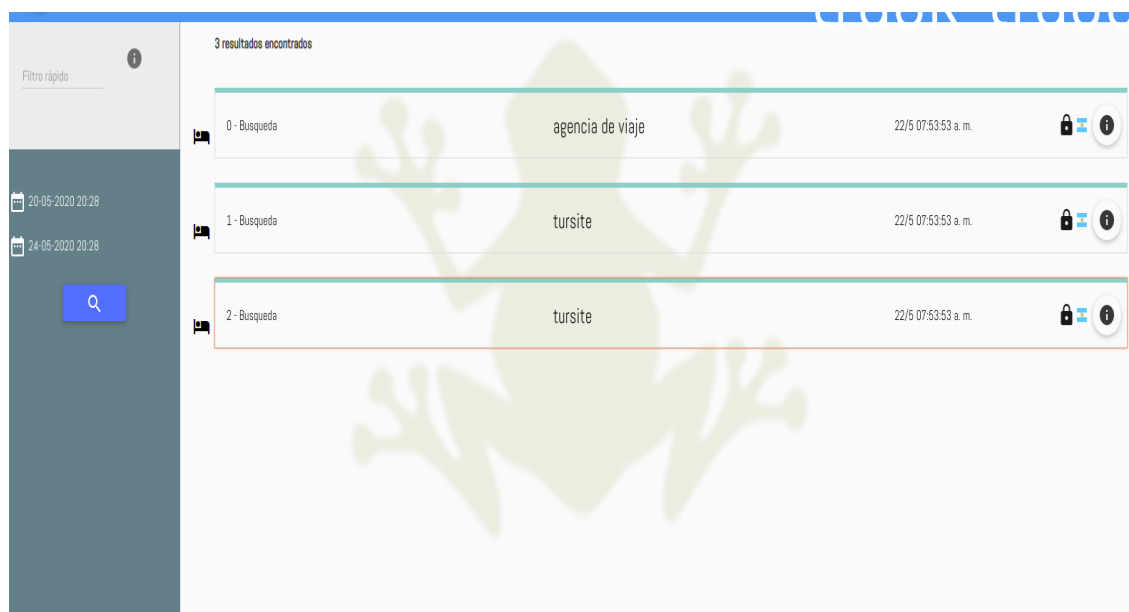 3 resultados encontrados
Filtro rápido
0 - Busqueda
agencia de viaje
22/5 07:53:53 a. m.
20-05-2020 20:28
1 - Busqueda
tursite
22/5 07:53:53 a. m.
24-05-2020 20:28
2 - Busqueda
tursite
22/5 07:53:53 a. m.